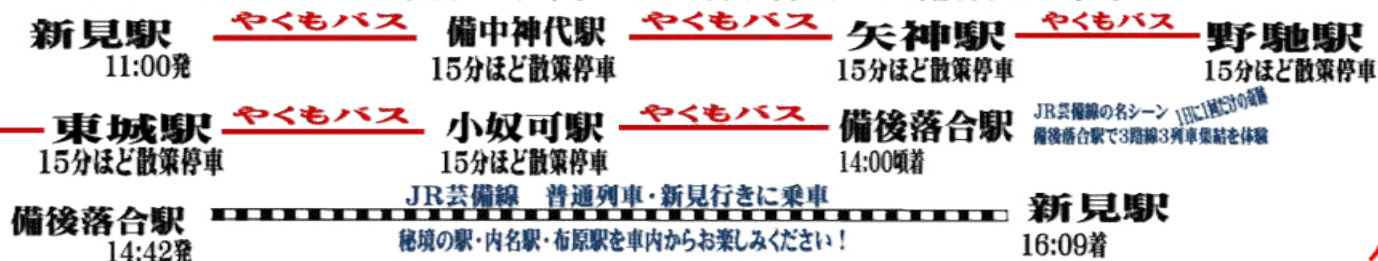 新見駅 やくもバス 備中神代駅 やくもバス 矢神駅 やくもバス 野馳駅
11:00発 15分ほど散策停車 15分ほど散策停車 15分ほど散策停車
東城駅 やくもバス 小奴可駅 やくもバス 備後落合駅
15分ほど散策停車 15分ほど散策停車 14:00頃着
JR芸備線の名シーン 1日に1回だけの奇跡
備後落合駅で3路線3列車集結を体験
JR芸備線 普通列車・新見行きに乗車
備後落合駅 新見駅
14:42発 16:09着
秘境の駅・内名駅・布原駅を車内からお楽しみください!